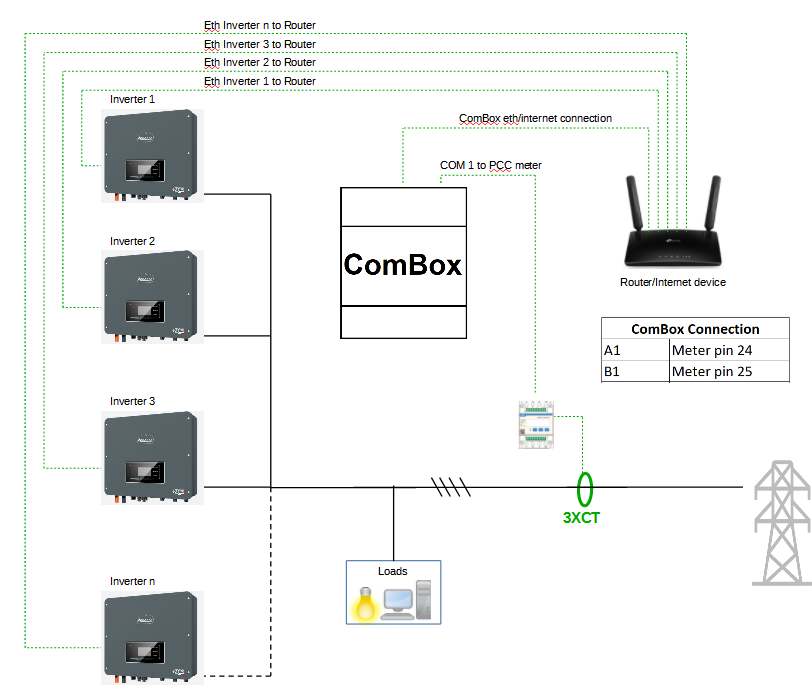 Eth Inverter n to Router
Eth Inverter 3 to Router
Eth Inverter 2 to Router
Eth Inverter 1 to Router
Inverter 1
ComBox eth/internet connection
COM 1 to PCC meter
Inverter 2
ComBox
Router/Internet device
ComBox Connection
A1 Meter pin 24
B1 Meter pin 25
Inverter 3
3XCT
Loads
Inverter n